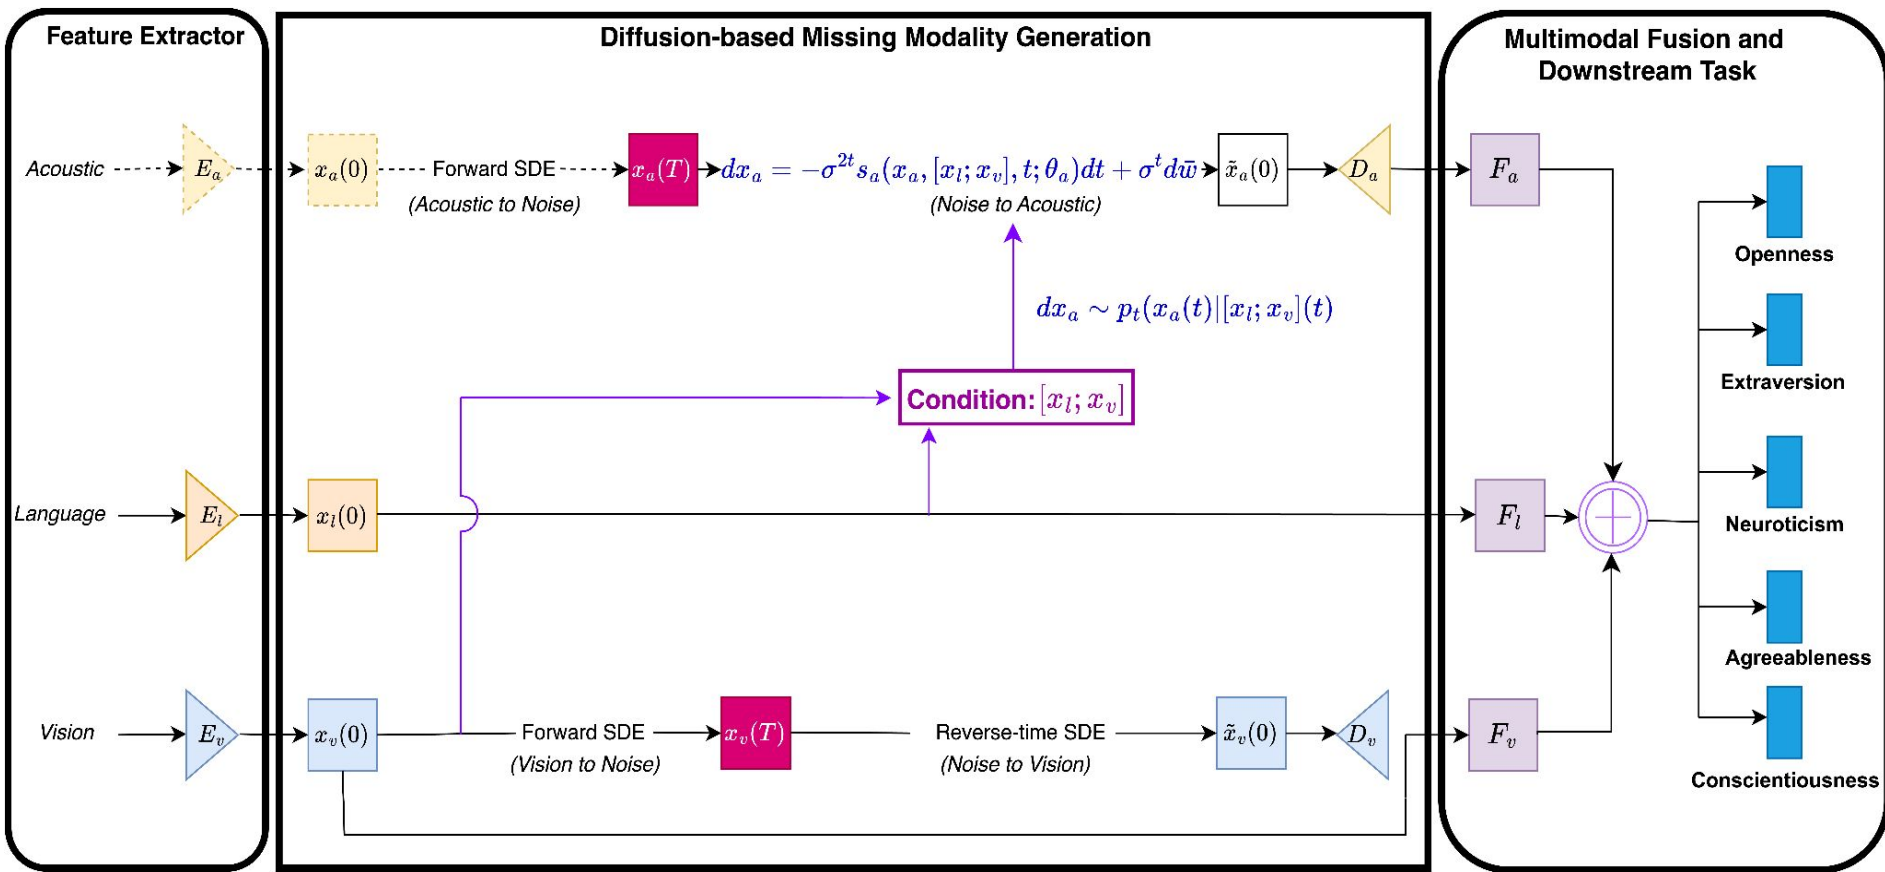 Feature Extractor
Diffusion-based Missing Modality Generation
Multimodal Fusion and
Downstream Task
Acoustic
E_a
x_a(0)
Forward SDE
(Acoustic to Noise)
x_a(T)
dx_a = −σ^{2t}s_a(x_a, [x_l; x_v], t; θ_a)dt + σ^t dw̄
(Noise to Acoustic)
x̃_a(0)
D_a
F_a
dx_a ∼ p_t(x_a(t)|[x_l; x_v](t)
Condition: [x_l; x_v]
Language
E_l
x_l(0)
F_l
Vision
E_v
x_v(0)
Forward SDE
(Vision to Noise)
x_v(T)
Reverse-time SDE
(Noise to Vision)
x̃_v(0)
D_v
F_v
Openness
Extraversion
Neuroticism
Agreeableness
Conscientiousness